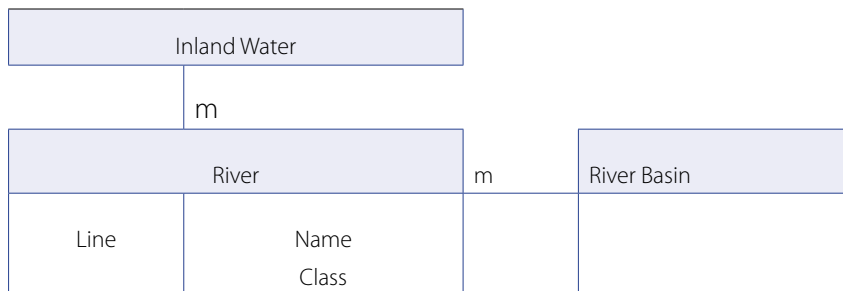 Inland Water
m
River
m
River Basin
Line
Name
Class